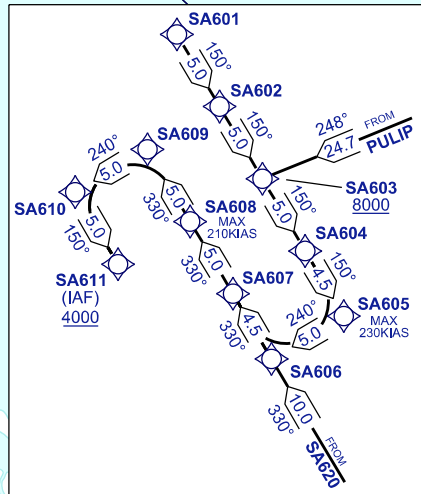 SA601
150°
5.0
SA602
150°
5.0
248°
24.7
FROM
PULIP
SA603
8000
SA609
240°
5.0
SA610
5.0
330°
SA608
MAX
210KIAS
150°
5.0
SA604
5.0
150°
SA611
(IAF)
4000
5.0
330°
SA607
4.5
150°
SA605
MAX
230KIAS
240°
5.0
4.5
330°
SA606
10.0
330°
FROM
SA620